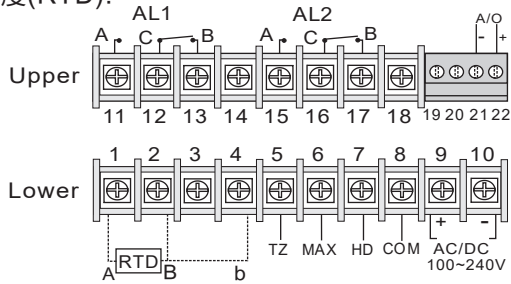 度(RTD):
AL1 AL2 A/O
A C B A C B - +
Upper
11 12 13 14 15 16 17 18 19 20 21 22
1 2 3 4 5 6 7 8 9 10
Lower
+ -
RTD TZ MAX HD COM AC/DC
A B b 100~240V